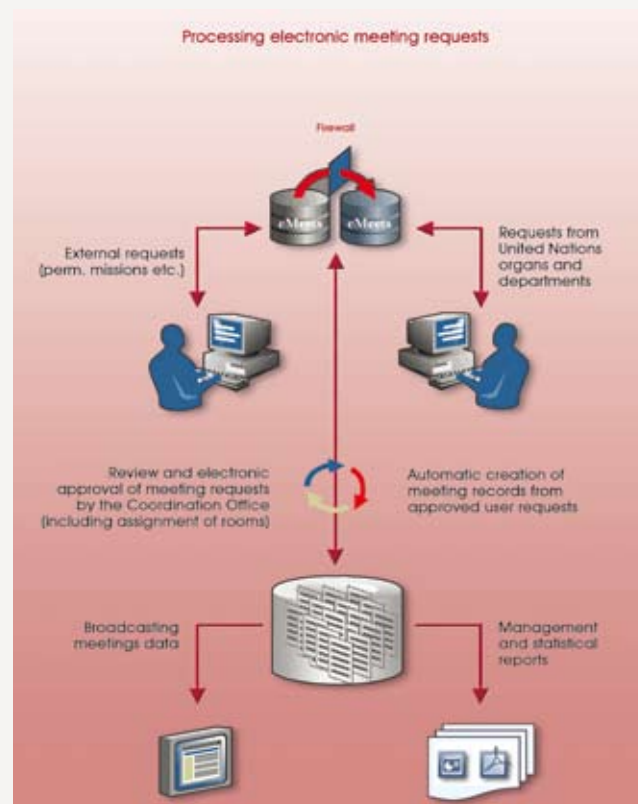 Processing electronic meeting requests
Firewall
eMeets
eMeets
External requests
(perm. missions etc.)
Requests from
United Nations
organs and
departments
Review and electronic
approval of meeting requests
by the Coordination Office
(including assignment of rooms)
Automatic creation of
meeting records from
approved user requests
Broadcasting
meetings data
Management
and statistical
reports